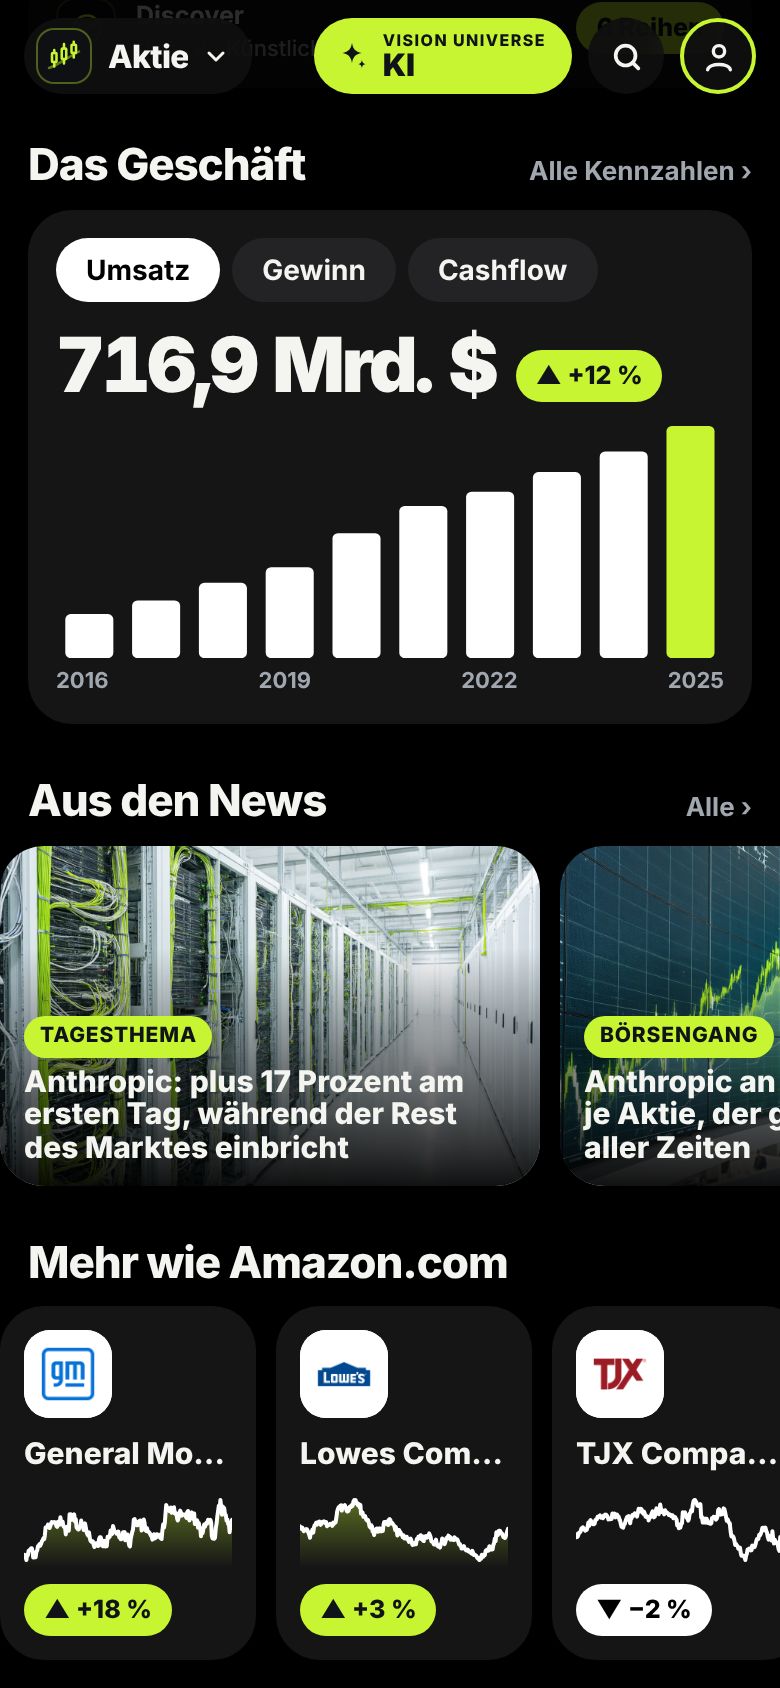 Discover
6 Reihen
Aktie
VISION UNIVERSE
KI
Das Geschäft
Alle Kennzahlen ›
Umsatz
Gewinn
Cashflow
716,9 Mrd. $
▲ +12 %
2016
2019
2022
2025
Aus den News
Alle ›
TAGESTHEMA
Anthropic: plus 17 Prozent am
ersten Tag, während der Rest
des Marktes einbricht
BÖRSENGANG
Anthropic an
je Aktie, der g
aller Zeiten
Mehr wie Amazon.com
gm
LOWE'S
TJX
General Mo...
Lowes Com...
TJX Compa...
▲ +18 %
▲ +3 %
▼ −2 %